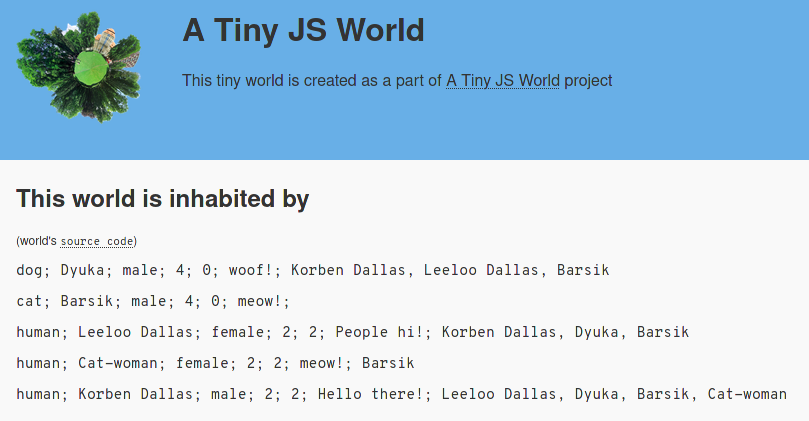 A Tiny JS World
This tiny world is created as a part of A Tiny JS World project
This world is inhabited by
(world's source code)
dog; Dyuka; male; 4; 0; woof!; Korben Dallas, Leeloo Dallas, Barsik
cat; Barsik; male; 4; 0; meow!;
human; Leeloo Dallas; female; 2; 2; People hi!; Korben Dallas, Dyuka, Barsik
human; Cat-woman; female; 2; 2; meow!; Barsik
human; Korben Dallas; male; 2; 2; Hello there!; Leeloo Dallas, Dyuka, Barsik, Cat-woman